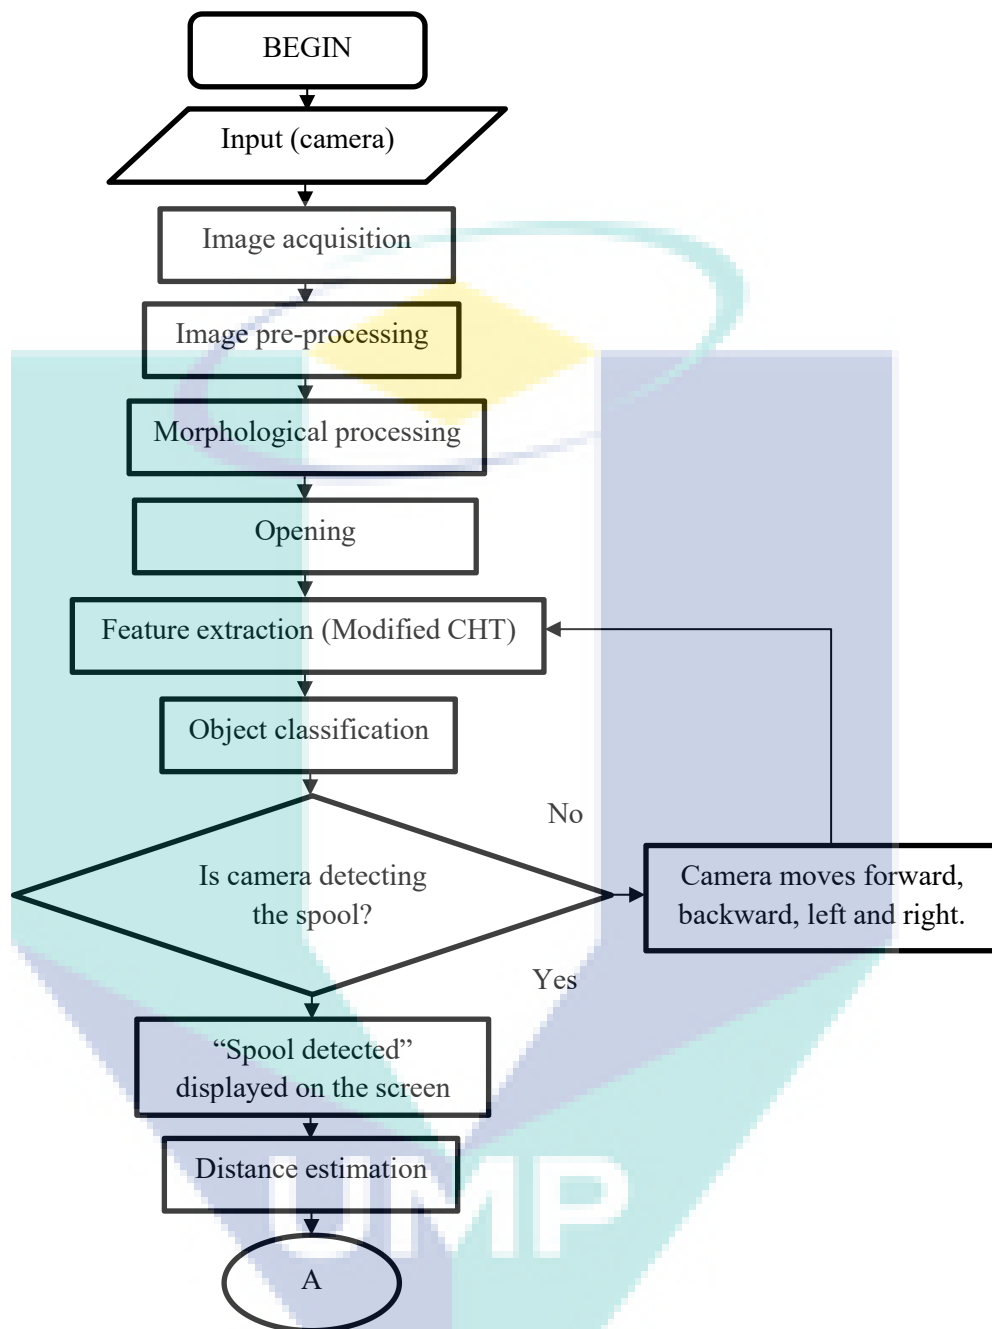 BEGIN
Input (camera)
Image acquisition
Image pre-processing
Morphological processing
Opening
Feature extraction (Modified CHT)
Object classification
No
Is camera detecting
the spool?
Camera moves forward,
backward, left and right.
Yes
“Spool detected”
displayed on the screen
Distance estimation
UMP
A